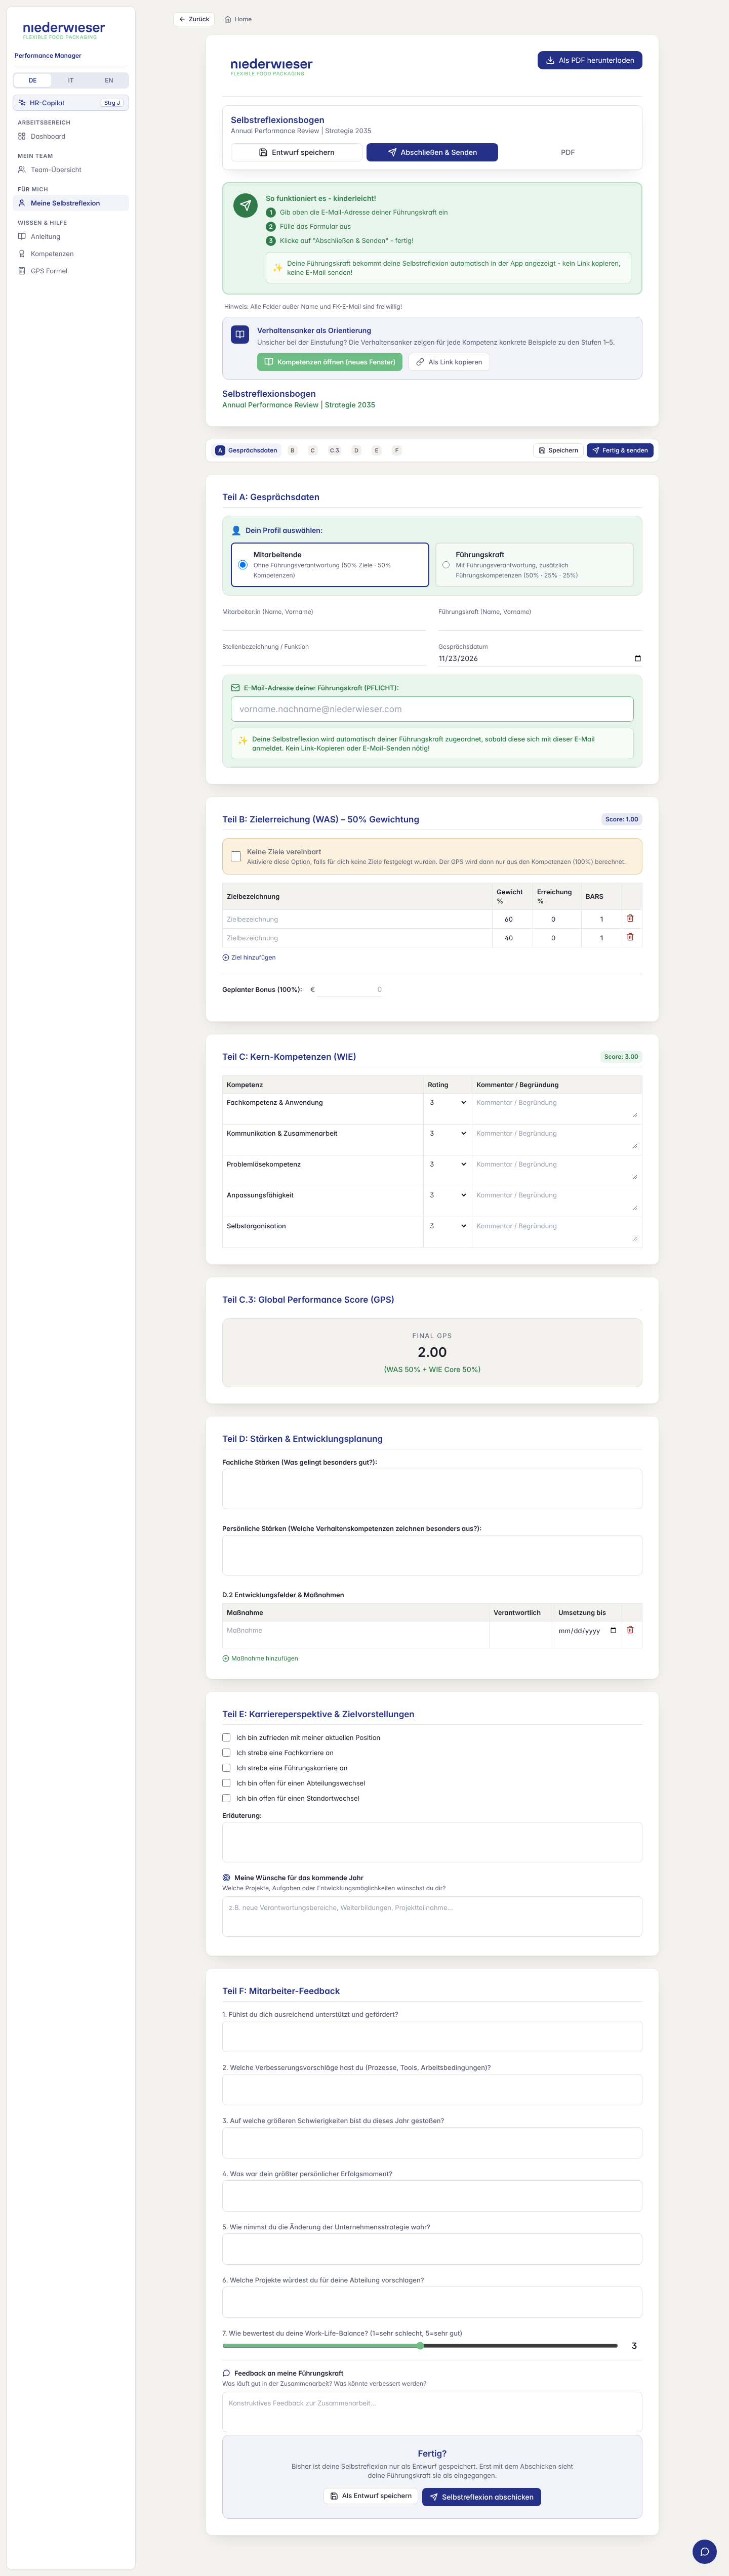 niederwieser
FLEXIBLE FOOD PACKAGING
Performance Manager
DE IT EN
HR-Copilot Strg J
ARBEITSBEREICH
Dashboard
MEIN TEAM
Team-Übersicht
FÜR MICH
Meine Selbstreflexion
WISSEN & HILFE
Anleitung
Kompetenzen
GPS Formel
Zurück Home
niederwieser
FLEXIBLE FOOD PACKAGING
Als PDF herunterladen
Selbstreflexionsbogen
Annual Performance Review | Strategie 2035
Entwurf speichern Abschließen & Senden PDF
So funktioniert es - kinderleicht!
1 Gib oben die E-Mail-Adresse deiner Führungskraft ein
2 Fülle das Formular aus
3 Klicke auf "Abschließen & Senden" - fertig!
✨ Deine Führungskraft bekommt deine Selbstreflexion automatisch in der App angezeigt - kein Link kopieren,
keine E-Mail senden!
Hinweis: Alle Felder außer Name und FK-E-Mail sind freiwillig!
Verhaltensanker als Orientierung
Unsicher bei der Einstufung? Die Verhaltensanker zeigen für jede Kompetenz konkrete Beispiele zu den Stufen 1–5.
Kompetenzen öffnen (neues Fenster) Als Link kopieren
Selbstreflexionsbogen
Annual Performance Review | Strategie 2035
A Gesprächsdaten B C C.3 D E F Speichern Fertig & senden
Teil A: Gesprächsdaten
👤 Dein Profil auswählen:
Mitarbeitende
Ohne Führungsverantwortung (50% Ziele · 50%
Kompetenzen)
Führungskraft
Mit Führungsverantwortung, zusätzlich
Führungskompetenzen (50% · 25% · 25%)
Mitarbeiter:in (Name, Vorname) Führungskraft (Name, Vorname)
Stellenbezeichnung / Funktion Gesprächsdatum
11/23/2026
E-Mail-Adresse deiner Führungskraft (PFLICHT):
vorname.nachname@niederwieser.com
✨ Deine Selbstreflexion wird automatisch deiner Führungskraft zugeordnet, sobald diese sich mit dieser E-Mail
anmeldet. Kein Link-Kopieren oder E-Mail-Senden nötig!
Teil B: Zielerreichung (WAS) – 50% Gewichtung Score: 1.00
Keine Ziele vereinbart
Aktiviere diese Option, falls für dich keine Ziele festgelegt wurden. Der GPS wird dann nur aus den Kompetenzen (100%) berechnet.
Zielbezeichnung Gewicht % Erreichung % BARS
Zielbezeichnung 60 0 1
Zielbezeichnung 40 0 1
Ziel hinzufügen
Geplanter Bonus (100%): € 0
Teil C: Kern-Kompetenzen (WIE) Score: 3.00
Kompetenz Rating Kommentar / Begründung
Fachkompetenz & Anwendung 3 Kommentar / Begründung
Kommunikation & Zusammenarbeit 3 Kommentar / Begründung
Problemlösekompetenz 3 Kommentar / Begründung
Anpassungsfähigkeit 3 Kommentar / Begründung
Selbstorganisation 3 Kommentar / Begründung
Teil C.3: Global Performance Score (GPS)
FINAL GPS
2.00
(WAS 50% + WIE Core 50%)
Teil D: Stärken & Entwicklungsplanung
Fachliche Stärken (Was gelingt besonders gut?):
Persönliche Stärken (Welche Verhaltenskompetenzen zeichnen besonders aus?):
D.2 Entwicklungsfelder & Maßnahmen
Maßnahme Verantwortlich Umsetzung bis
Maßnahme mm/dd/yyyy
Maßnahme hinzufügen
Teil E: Karriereperspektive & Zielvorstellungen
Ich bin zufrieden mit meiner aktuellen Position
Ich strebe eine Fachkarriere an
Ich strebe eine Führungskarriere an
Ich bin offen für einen Abteilungswechsel
Ich bin offen für einen Standortwechsel
Erläuterung:
Meine Wünsche für das kommende Jahr
Welche Projekte, Aufgaben oder Entwicklungsmöglichkeiten wünschst du dir?
z.B. neue Verantwortungsbereiche, Weiterbildungen, Projektteilnahme...
Teil F: Mitarbeiter-Feedback
1. Fühlst du dich ausreichend unterstützt und gefördert?
2. Welche Verbesserungsvorschläge hast du (Prozesse, Tools, Arbeitsbedingungen)?
3. Auf welche größeren Schwierigkeiten bist du dieses Jahr gestoßen?
4. Was war dein größter persönlicher Erfolgsmoment?
5. Wie nimmst du die Änderung der Unternehmensstrategie wahr?
6. Welche Projekte würdest du für deine Abteilung vorschlagen?
7. Wie bewertest du deine Work-Life-Balance? (1=sehr schlecht, 5=sehr gut)
3
Feedback an meine Führungskraft
Was läuft gut in der Zusammenarbeit? Was könnte verbessert werden?
Konstruktives Feedback zur Zusammenarbeit...
Fertig?
Bisher ist deine Selbstreflexion nur als Entwurf gespeichert. Erst mit dem Abschicken sieht
deine Führungskraft sie als eingegangen.
Als Entwurf speichern Selbstreflexion abschicken